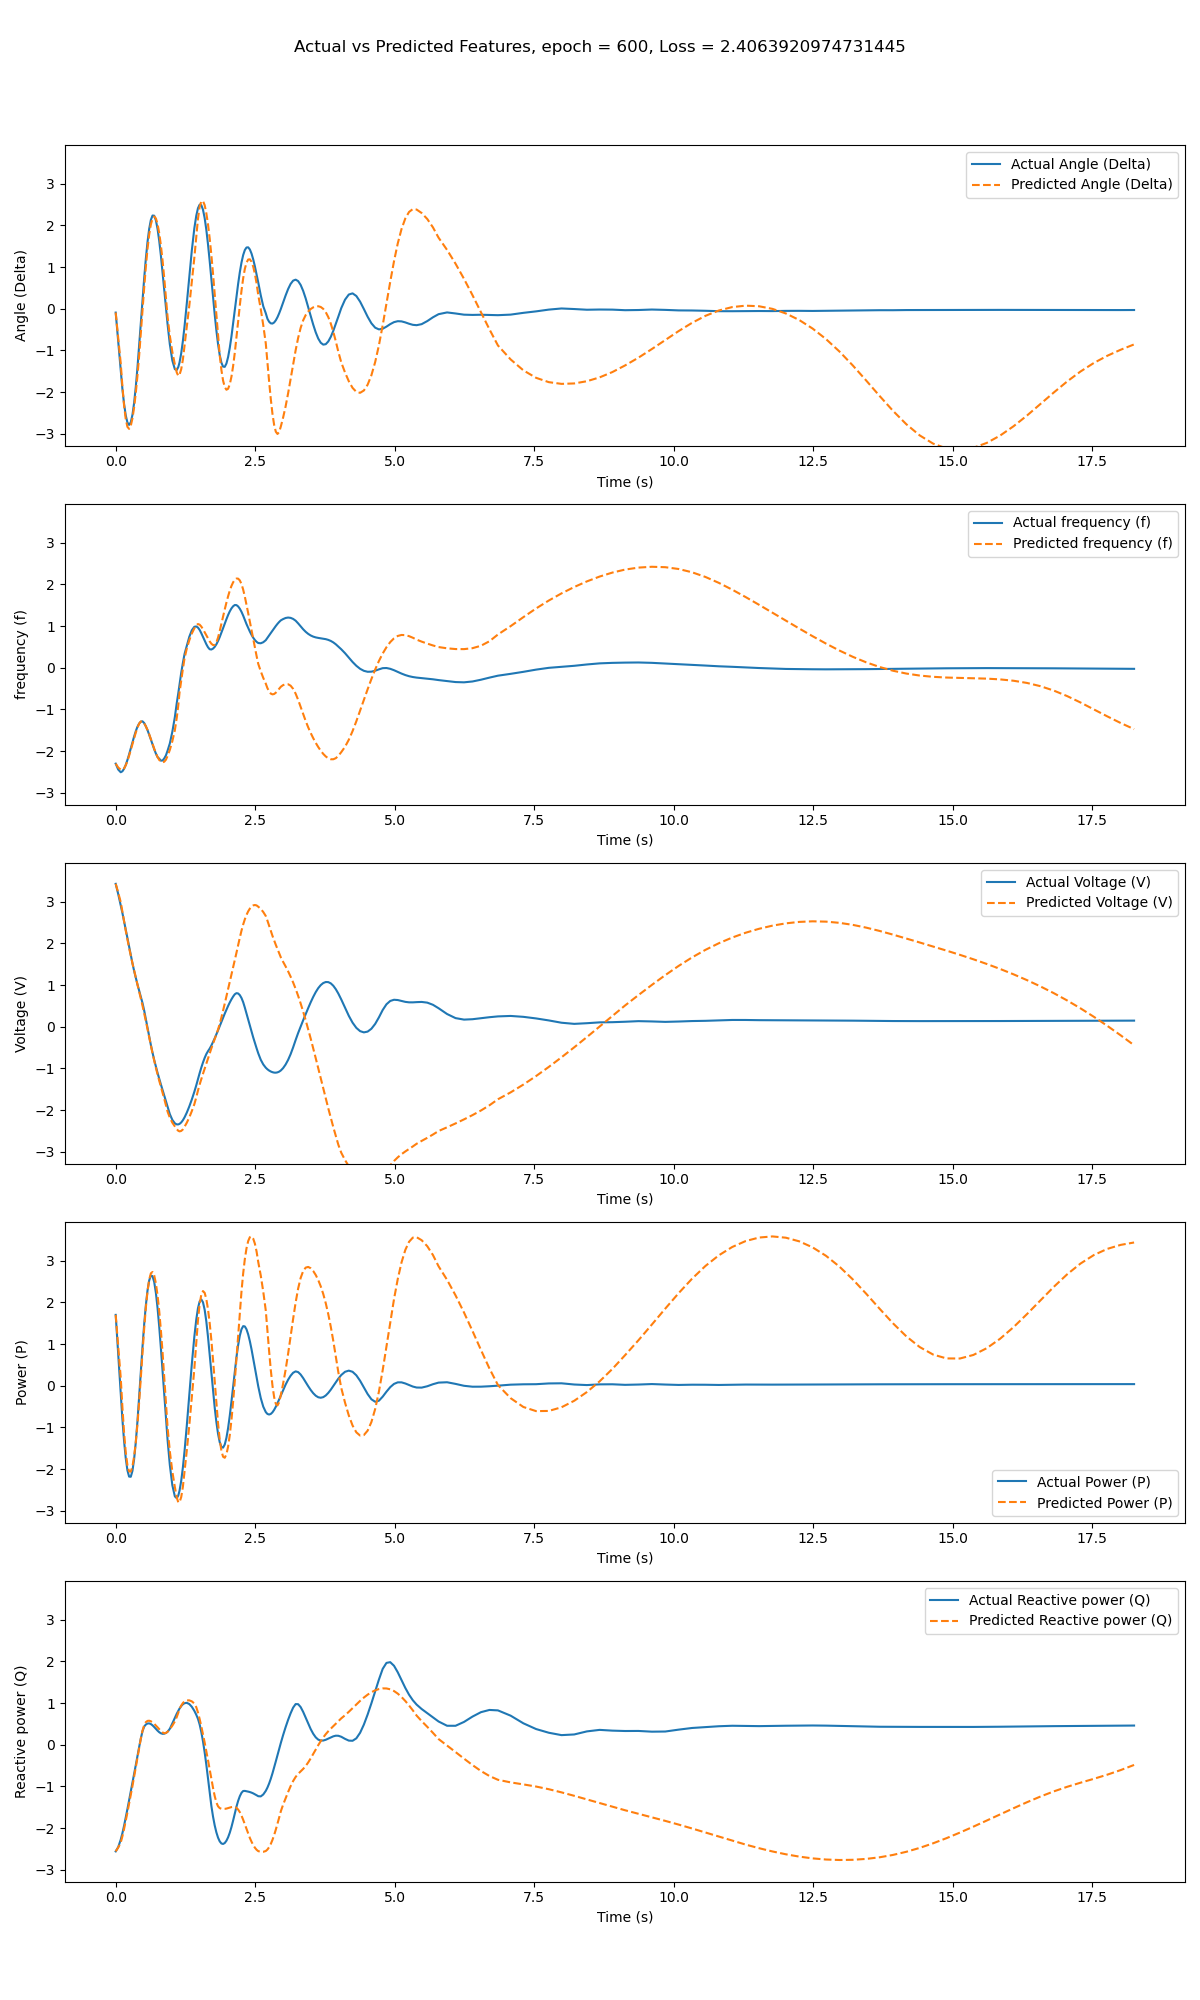 Actual vs Predicted Features, epoch = 600, Loss = 2.4063920974731445
Actual Angle (Delta)
Predicted Angle (Delta)
Angle (Delta)
3
2
1
0
−1
−2
−3
0.0 2.5 5.0 7.5 10.0 12.5 15.0 17.5
Time (s)
Actual frequency (f)
Predicted frequency (f)
frequency (f)
3
2
1
0
−1
−2
−3
0.0 2.5 5.0 7.5 10.0 12.5 15.0 17.5
Time (s)
Actual Voltage (V)
Predicted Voltage (V)
Voltage (V)
3
2
1
0
−1
−2
−3
0.0 2.5 5.0 7.5 10.0 12.5 15.0 17.5
Time (s)
Power (P)
3
2
1
0
−1
−2
−3
Actual Power (P)
Predicted Power (P)
0.0 2.5 5.0 7.5 10.0 12.5 15.0 17.5
Time (s)
Actual Reactive power (Q)
Predicted Reactive power (Q)
Reactive power (Q)
3
2
1
0
−1
−2
−3
0.0 2.5 5.0 7.5 10.0 12.5 15.0 17.5
Time (s)